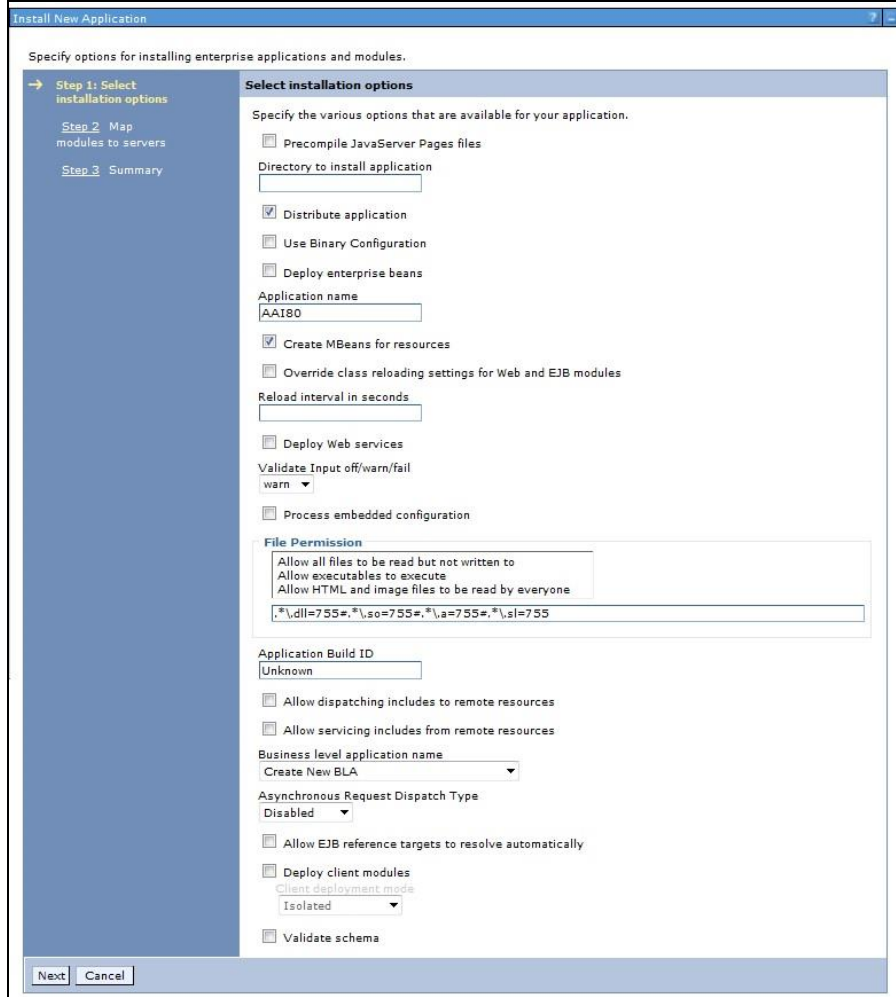 Install New Application
? –
Specify options for installing enterprise applications and modules.
→ Step 1: Select
installation options
Step 2 Map
modules to servers
Step 3 Summary
Select installation options
Specify the various options that are available for your application.
Precompile JavaServer Pages files
Directory to install application
Distribute application
Use Binary Configuration
Deploy enterprise beans
Application name
AAI80
Create MBeans for resources
Override class reloading settings for Web and EJB modules
Reload interval in seconds
Deploy Web services
Validate Input off/warn/fail
warn
Process embedded configuration
File Permission
Allow all files to be read but not written to
Allow executables to execute
Allow HTML and image files to be read by everyone
.*\.dll=755#.*\.so=755#.*\.a=755#.*\.sl=755
Application Build ID
Unknown
Allow dispatching includes to remote resources
Allow servicing includes from remote resources
Business level application name
Create New BLA
Asynchronous Request Dispatch Type
Disabled
Allow EJB reference targets to resolve automatically
Deploy client modules
Client deployment mode
Isolated
Validate schema
Next Cancel